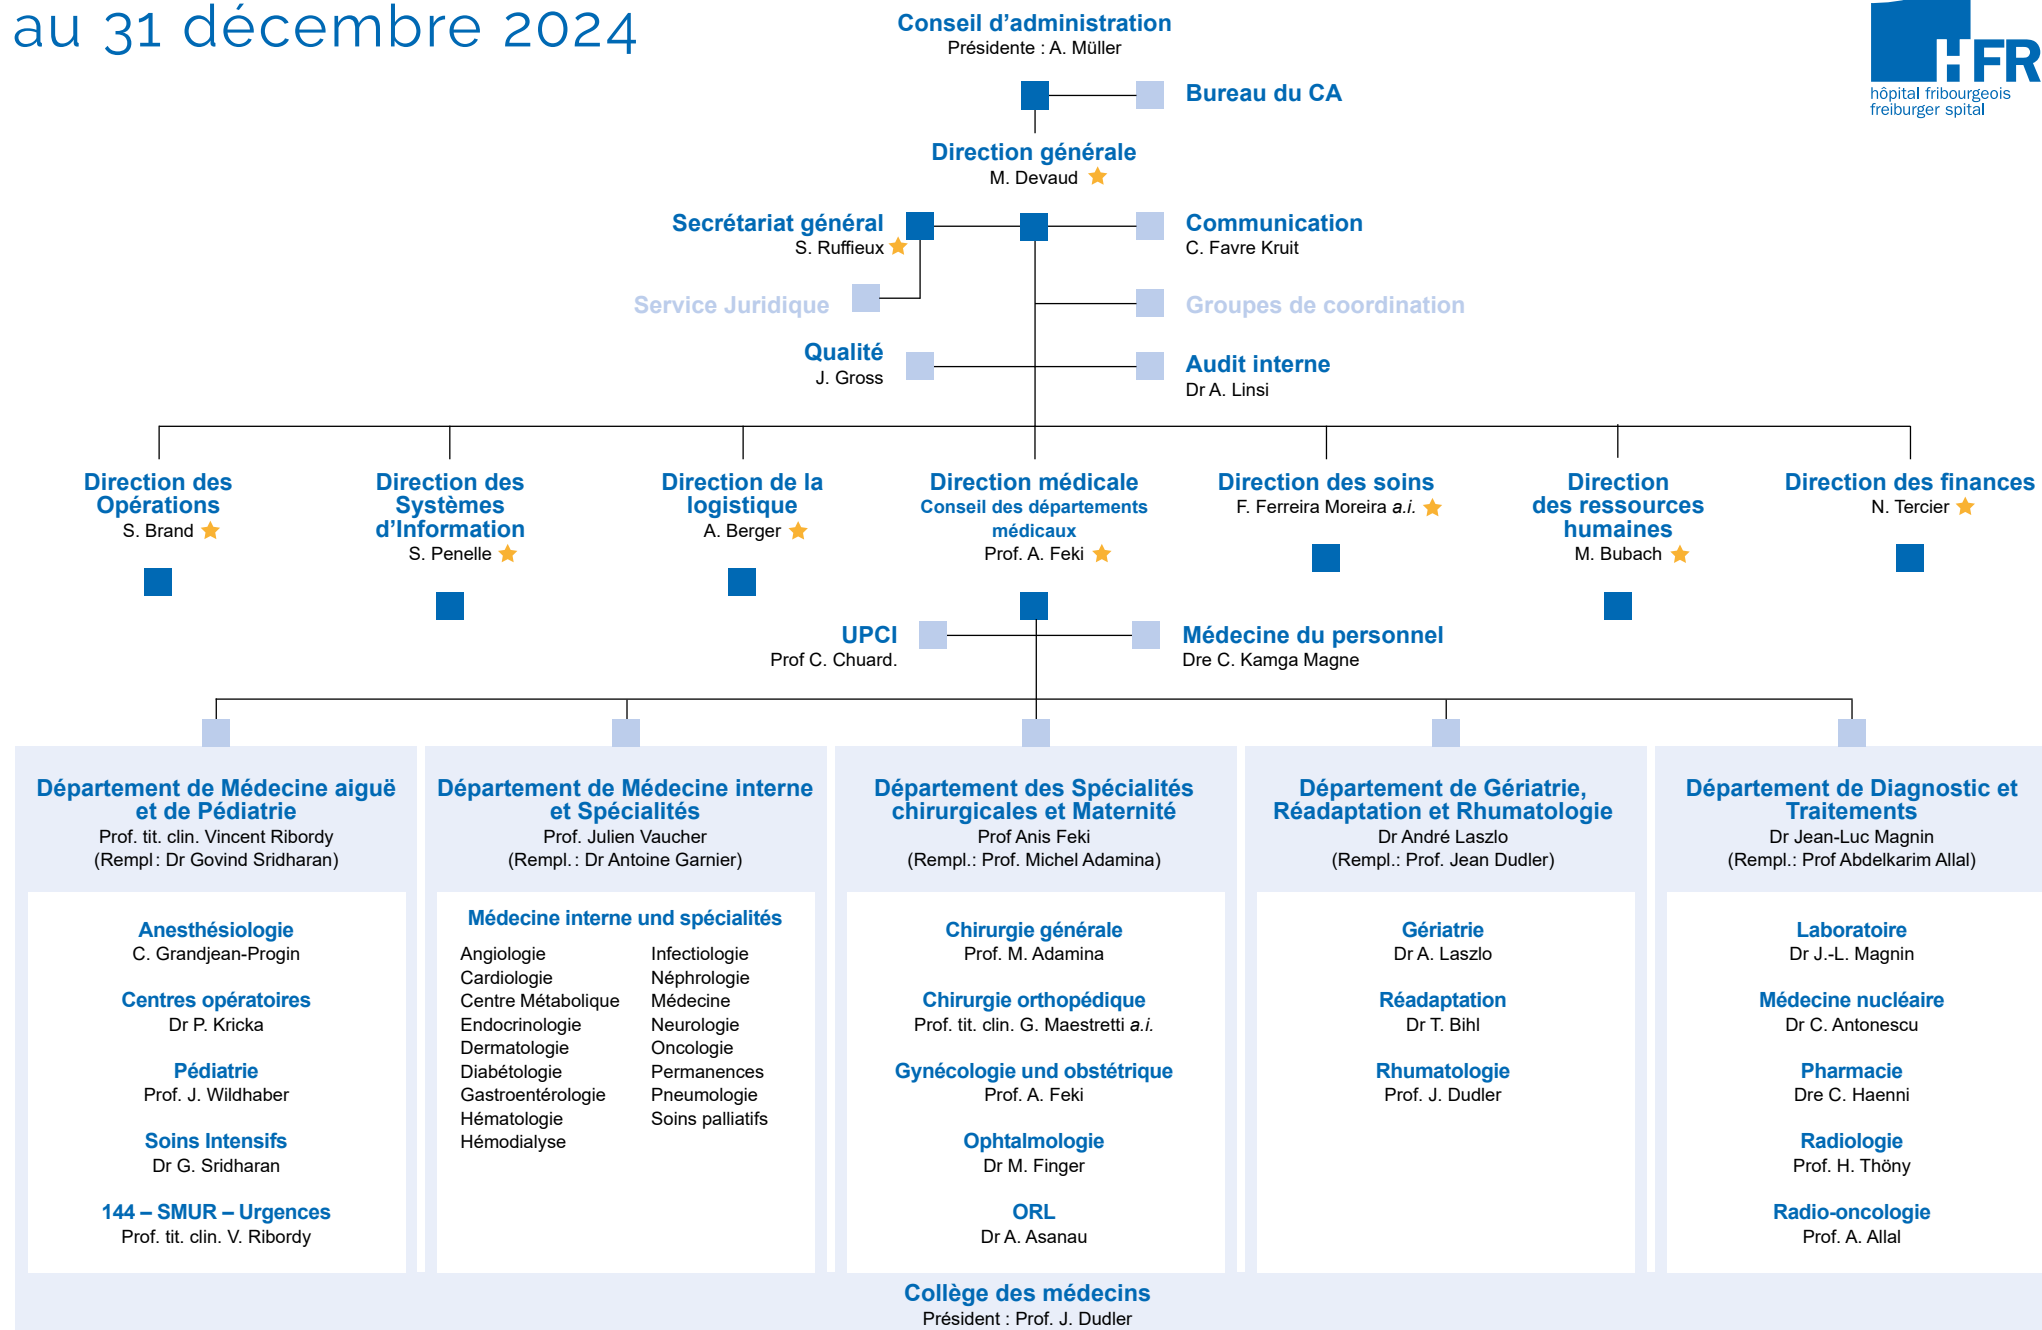 au 31 décembre 2024
Conseil d'administration
Présidente : A. Müller
HFR
hôpital fribourgeois
freiburger spital
Bureau du CA
Direction générale
M. Devaud
Secrétariat général
S. Ruffieux
Communication
C. Favre Kruit
Service Juridique
Groupes de coordination
Qualité
J. Gross
Audit interne
Dr A. Linsi
Direction des
Opérations
S. Brand
Direction des
Systèmes
d'Information
S. Penelle
Direction de la
logistique
A. Berger
Direction médicale
Conseil des départements
médicaux
Prof. A. Feki
Direction des soins
F. Ferreira Moreira a.i.
Direction
des ressources
humaines
M. Bubach
Direction des finances
N. Tercier
UPCI
Prof C. Chuard.
Médecine du personnel
Dre C. Kamga Magne
Département de Médecine aiguë
et de Pédiatrie
Prof. tit. clin. Vincent Ribordy
(Rempl : Dr Govind Sridharan)
Anesthésiologie
C. Grandjean-Progin
Centres opératoires
Dr P. Kricka
Pédiatrie
Prof. J. Wildhaber
Soins Intensifs
Dr G. Sridharan
144 – SMUR – Urgences
Prof. tit. clin. V. Ribordy
Département de Médecine interne
et Spécialités
Prof. Julien Vaucher
(Rempl. : Dr Antoine Garnier)
Médecine interne und spécialités
Angiologie
Cardiologie
Centre Métabolique
Endocrinologie
Dermatologie
Diabétologie
Gastroentérologie
Hématologie
Hémodialyse
Infectiologie
Néphrologie
Médecine
Neurologie
Oncologie
Permanences
Pneumologie
Soins palliatifs
Département des Spécialités
chirurgicales et Maternité
Prof Anis Feki
(Rempl.: Prof. Michel Adamina)
Chirurgie générale
Prof. M. Adamina
Chirurgie orthopédique
Prof. tit. clin. G. Maestretti a.i.
Gynécologie und obstétrique
Prof. A. Feki
Ophtalmologie
Dr M. Finger
ORL
Dr A. Asanau
Département de Gériatrie,
Réadaptation et Rhumatologie
Dr André Laszlo
(Rempl.: Prof. Jean Dudler)
Gériatrie
Dr A. Laszlo
Réadaptation
Dr T. Bihl
Rhumatologie
Prof. J. Dudler
Département de Diagnostic et
Traitements
Dr Jean-Luc Magnin
(Rempl.: Prof Abdelkarim Allal)
Laboratoire
Dr J.-L. Magnin
Médecine nucléaire
Dr C. Antonescu
Pharmacie
Dre C. Haenni
Radiologie
Prof. H. Thöny
Radio-oncologie
Prof. A. Allal
Collège des médecins
Président : Prof. J. Dudler